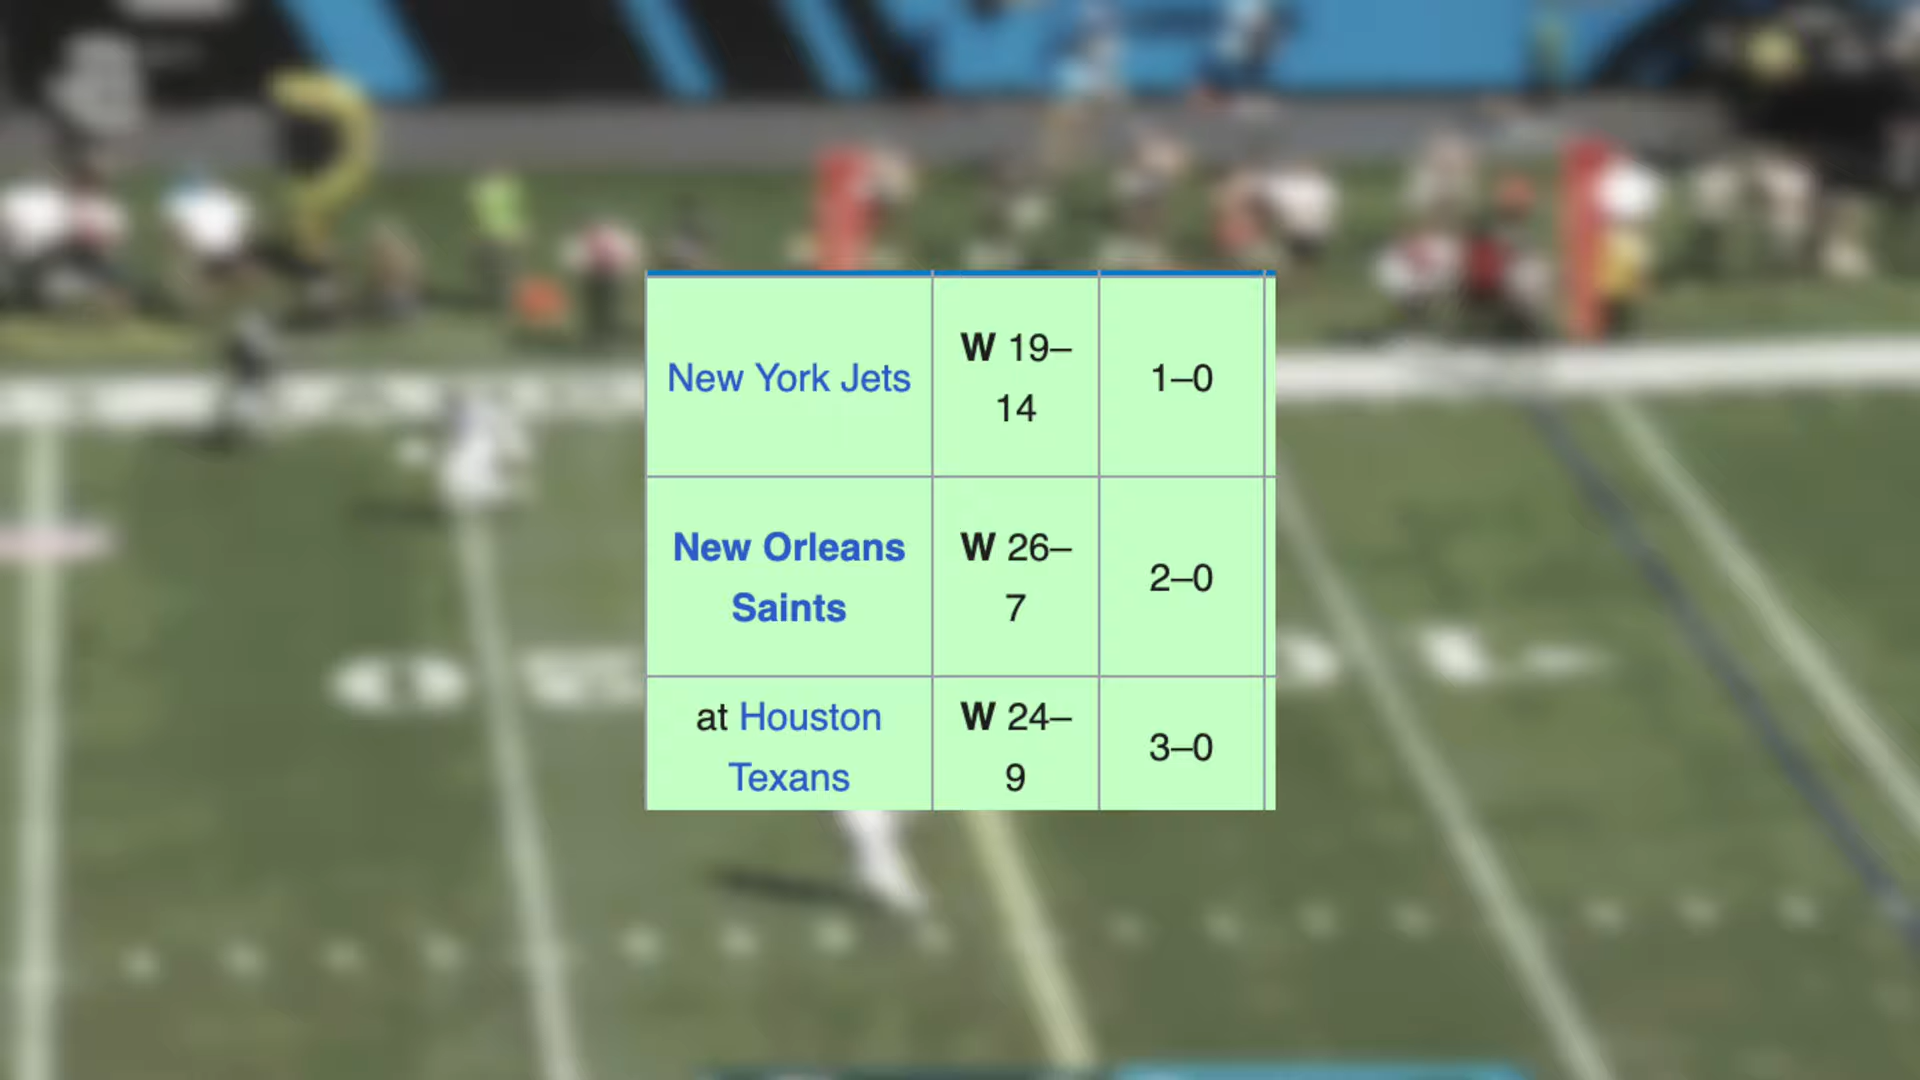 New York Jets
W 19–
14
1–0
New Orleans
Saints
W 26–
7
2–0
at Houston
Texans
W 24–
9
3–0